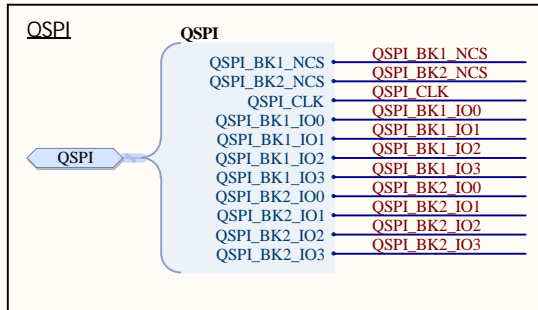 QSPI
QSPI
QSPI_BK1_NCS QSPI_BK1_NCS
QSPI_BK2_NCS QSPI_BK2_NCS
QSPI_CLK QSPI_CLK
QSPI_BK1_IO0 QSPI_BK1_IO0
QSPI_BK1_IO1 QSPI_BK1_IO1
QSPI QSPI_BK1_IO2 QSPI_BK1_IO2
QSPI_BK1_IO3 QSPI_BK1_IO3
QSPI_BK2_IO0 QSPI_BK2_IO0
QSPI_BK2_IO1 QSPI_BK2_IO1
QSPI_BK2_IO2 QSPI_BK2_IO2
QSPI_BK2_IO3 QSPI_BK2_IO3